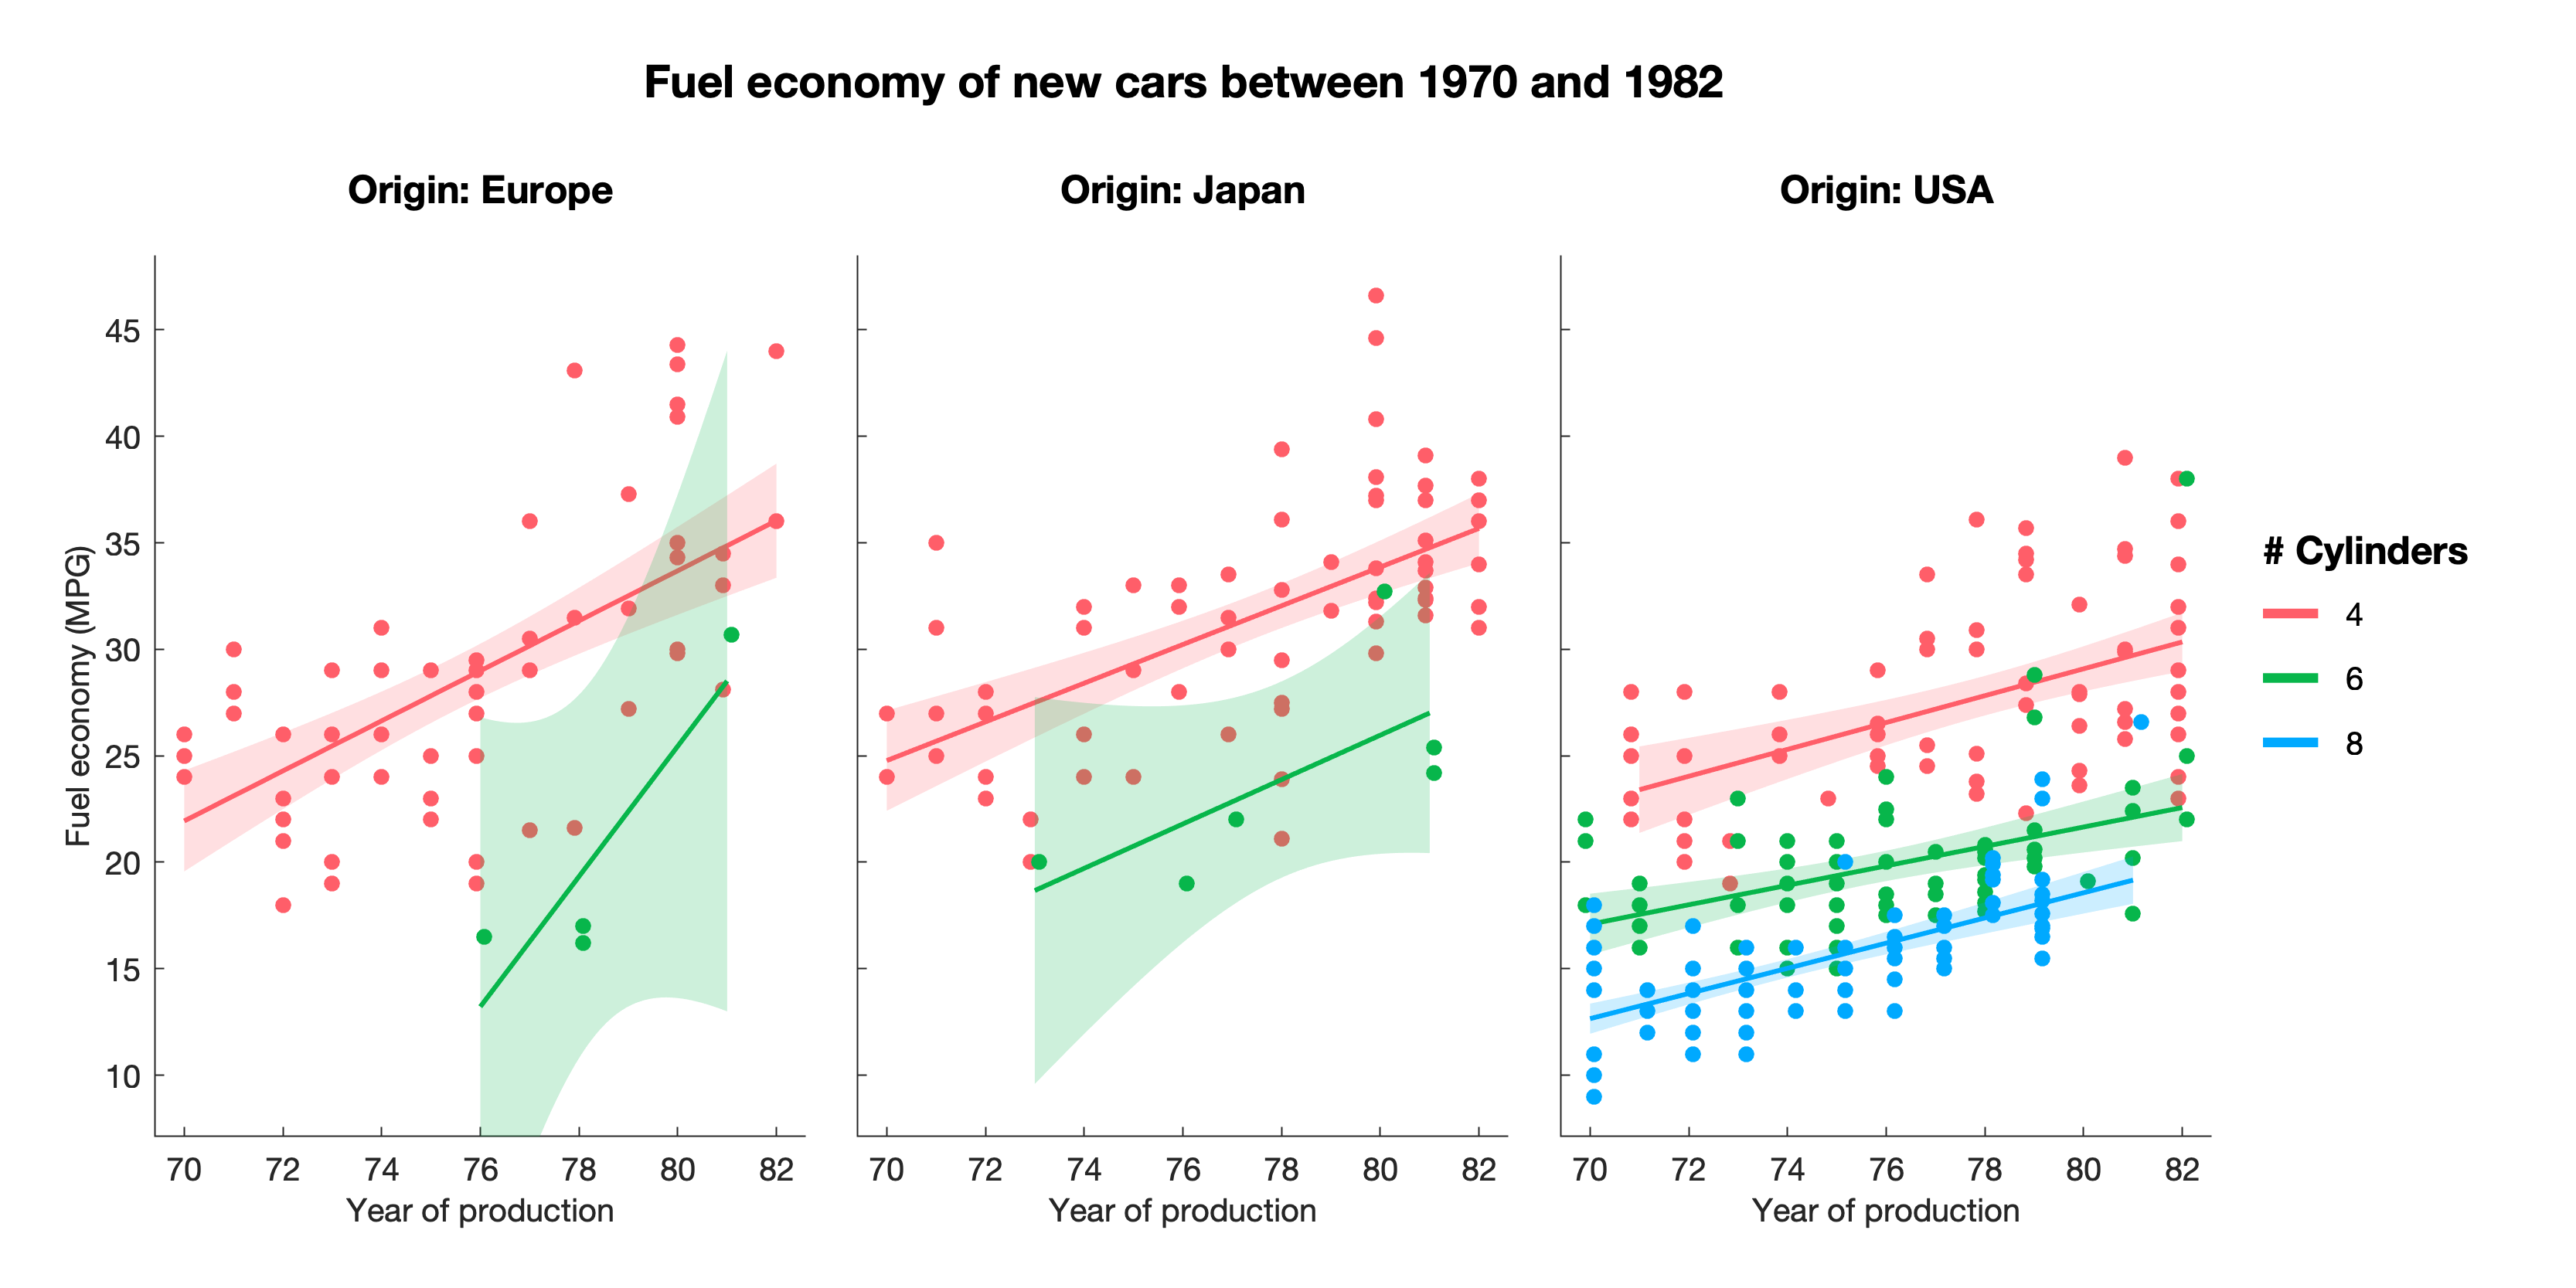 Fuel economy of new cars between 1970 and 1982
Origin: Europe
Origin: Japan
Origin: USA
Fuel economy (MPG)
45
40
35
30
25
20
15
10
70 72 74 76 78 80 82
70 72 74 76 78 80 82
70 72 74 76 78 80 82
Year of production
Year of production
Year of production
# Cylinders
4
6
8